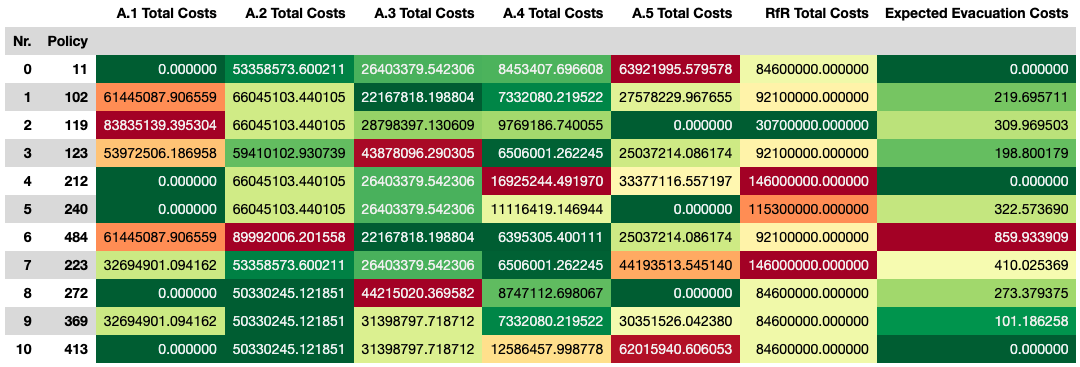 A.1 Total Costs A.2 Total Costs A.3 Total Costs A.4 Total Costs A.5 Total Costs RfR Total Costs Expected Evacuation Costs
Nr. Policy
0 11 0.000000 53358573.600211 26403379.542306 8453407.696608 63921995.579578 84600000.000000 0.000000
1 102 61445087.906559 66045103.440105 22167818.198804 7332080.219522 27578229.967655 92100000.000000 219.695711
2 119 83835139.395304 66045103.440105 28798397.130609 9769186.740055 0.000000 30700000.000000 309.969503
3 123 53972506.186958 59410102.930739 43878096.290305 6506001.262245 25037214.086174 92100000.000000 198.800179
4 212 0.000000 66045103.440105 26403379.542306 16925244.491970 33377116.557197 146000000.000000 0.000000
5 240 0.000000 66045103.440105 26403379.542306 11116419.146944 0.000000 115300000.000000 322.573690
6 484 61445087.906559 89992006.201558 22167818.198804 6395305.400111 25037214.086174 92100000.000000 859.933909
7 223 32694901.094162 53358573.600211 26403379.542306 6506001.262245 44193513.545140 146000000.000000 410.025369
8 272 0.000000 50330245.121851 44215020.369582 8747112.698067 0.000000 84600000.000000 273.379375
9 369 32694901.094162 50330245.121851 31398797.718712 7332080.219522 30351526.042380 84600000.000000 101.186258
10 413 0.000000 50330245.121851 31398797.718712 12586457.998778 62015940.606053 84600000.000000 0.000000